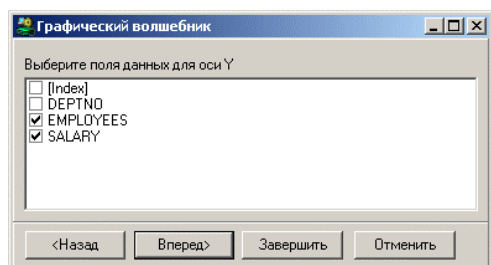 Графический волшебник
Выберите поля данных для оси Y
[Index]
DEPTNO
EMPLOYEES
SALARY
<Назад Вперед> Завершить Отменить